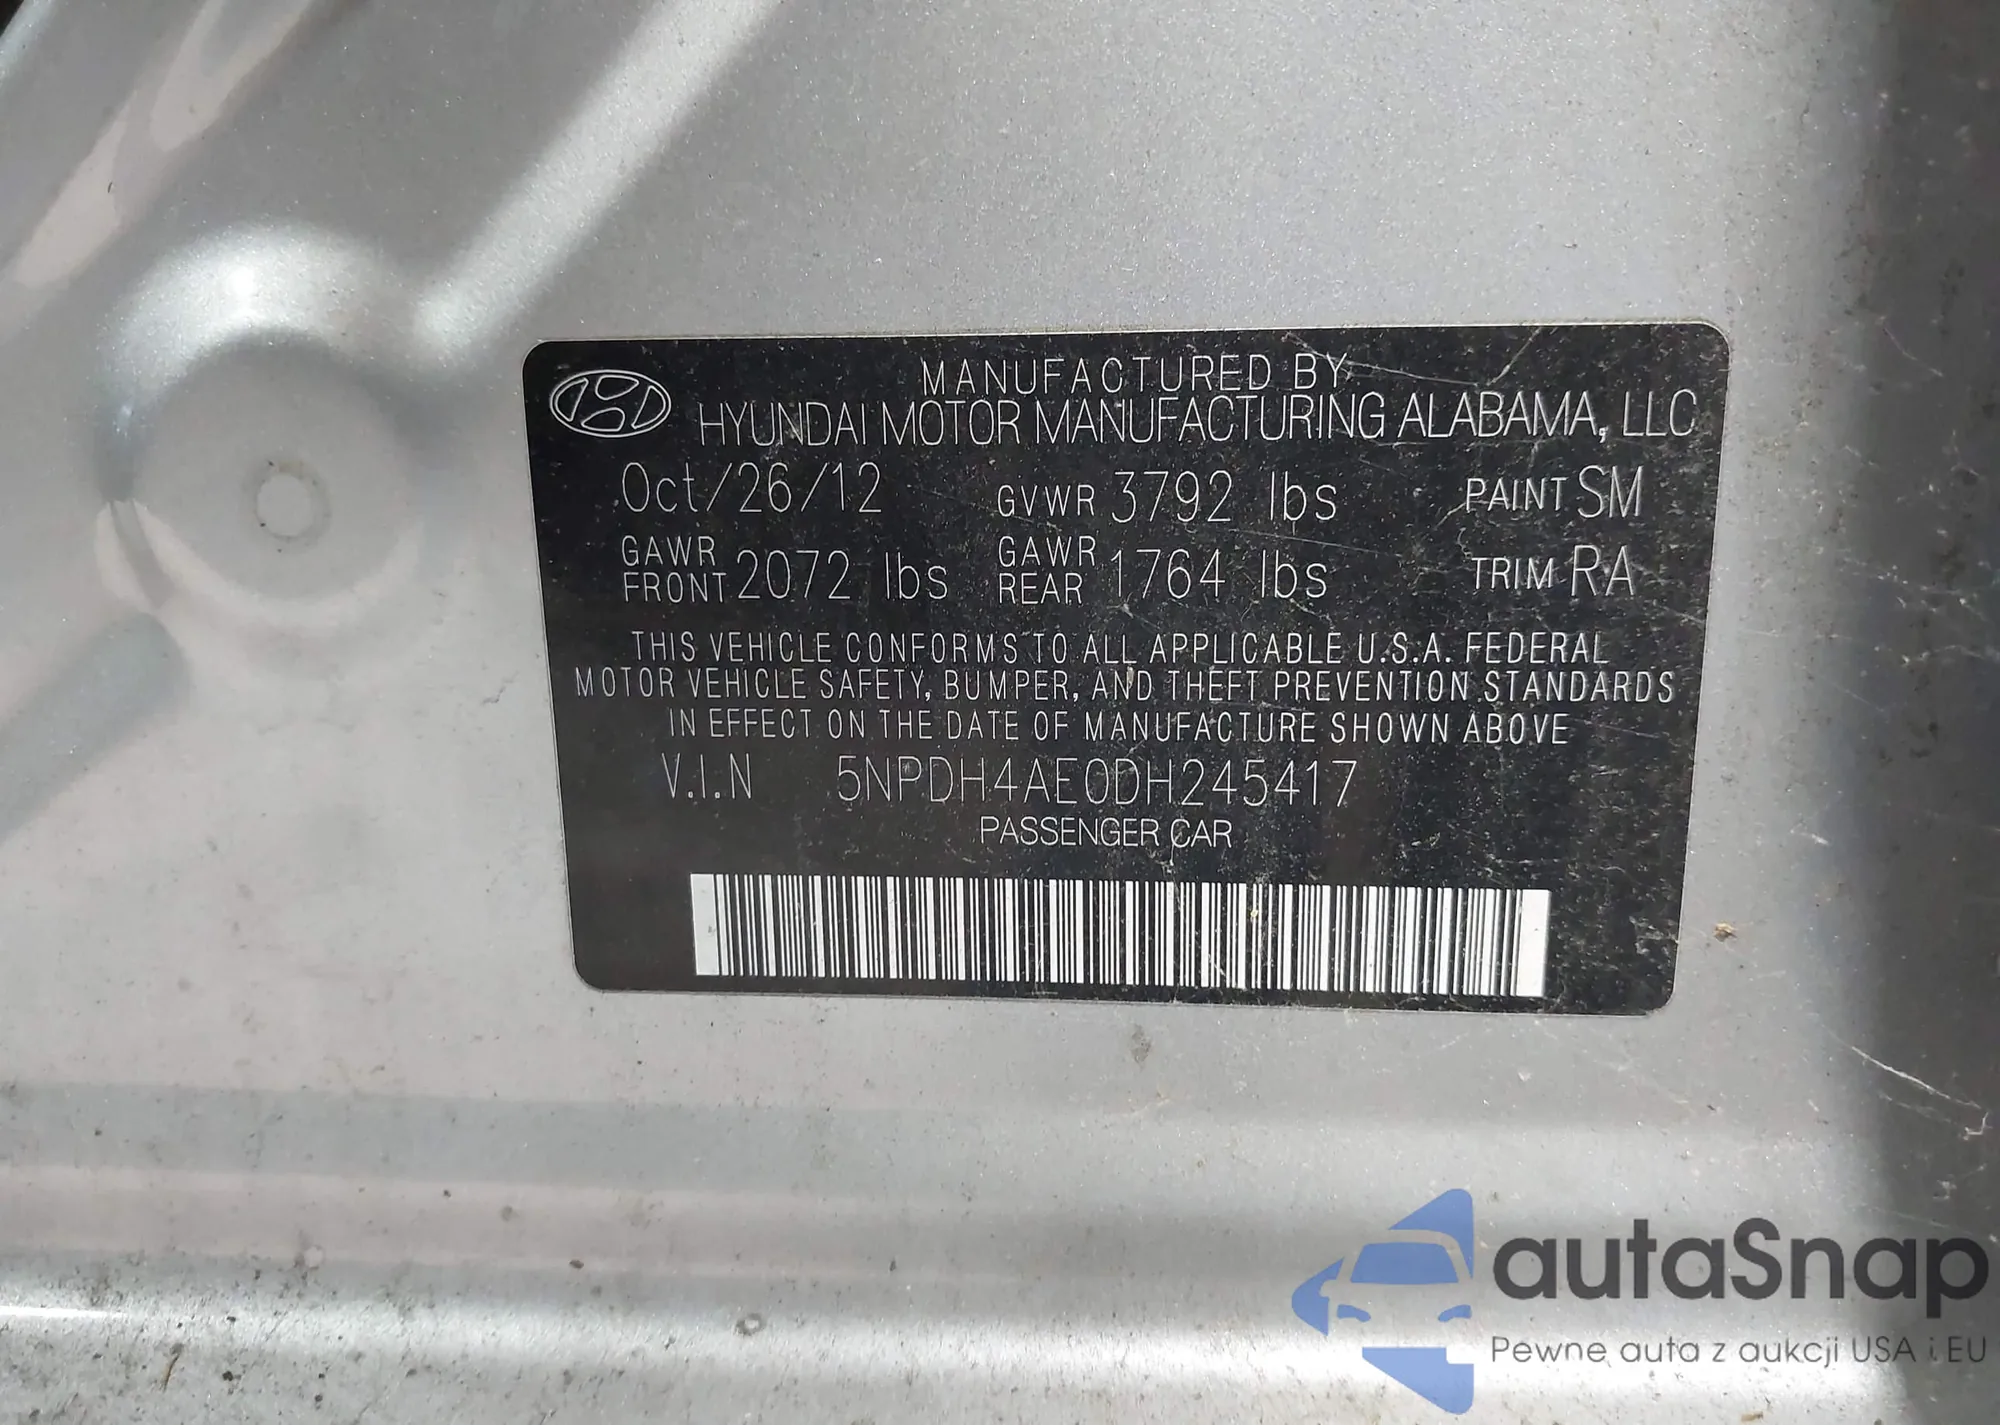 MANUFACTURED BY
HYUNDAI MOTOR MANUFACTURING ALABAMA, LLC
Oct/26/12 GVWR 3792 lbs PAINT SM
GAWR FRONT 2072 lbs GAWR REAR 1764 lbs TRIM RA
THIS VEHICLE CONFORMS TO ALL APPLICABLE U.S.A. FEDERAL
MOTOR VEHICLE SAFETY, BUMPER, AND THEFT PREVENTION STANDARDS
IN EFFECT ON THE DATE OF MANUFACTURE SHOWN ABOVE
V.I.N 5NPDH4AE0DH245417
PASSENGER CAR
autaSnap
Pewne auta z aukcji USA i EU